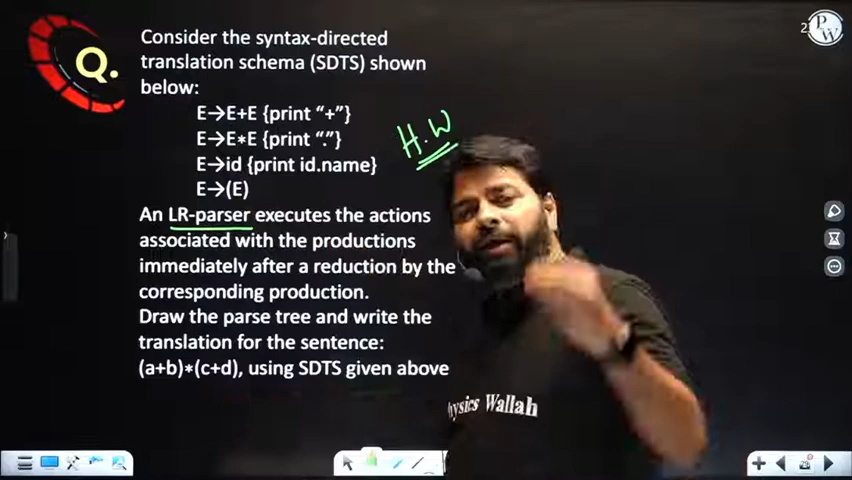 Q.
Consider the syntax-directed
translation schema (SDTS) shown
below:
E→E+E {print “+”}
E→E*E {print “.”}
E→id {print id.name}
E→(E)
H.W
An LR-parser executes the actions
associated with the productions
immediately after a reduction by the
corresponding production.
Draw the parse tree and write the
translation for the sentence:
(a+b)*(c+d), using SDTS given above
P
W
hysics Wallah